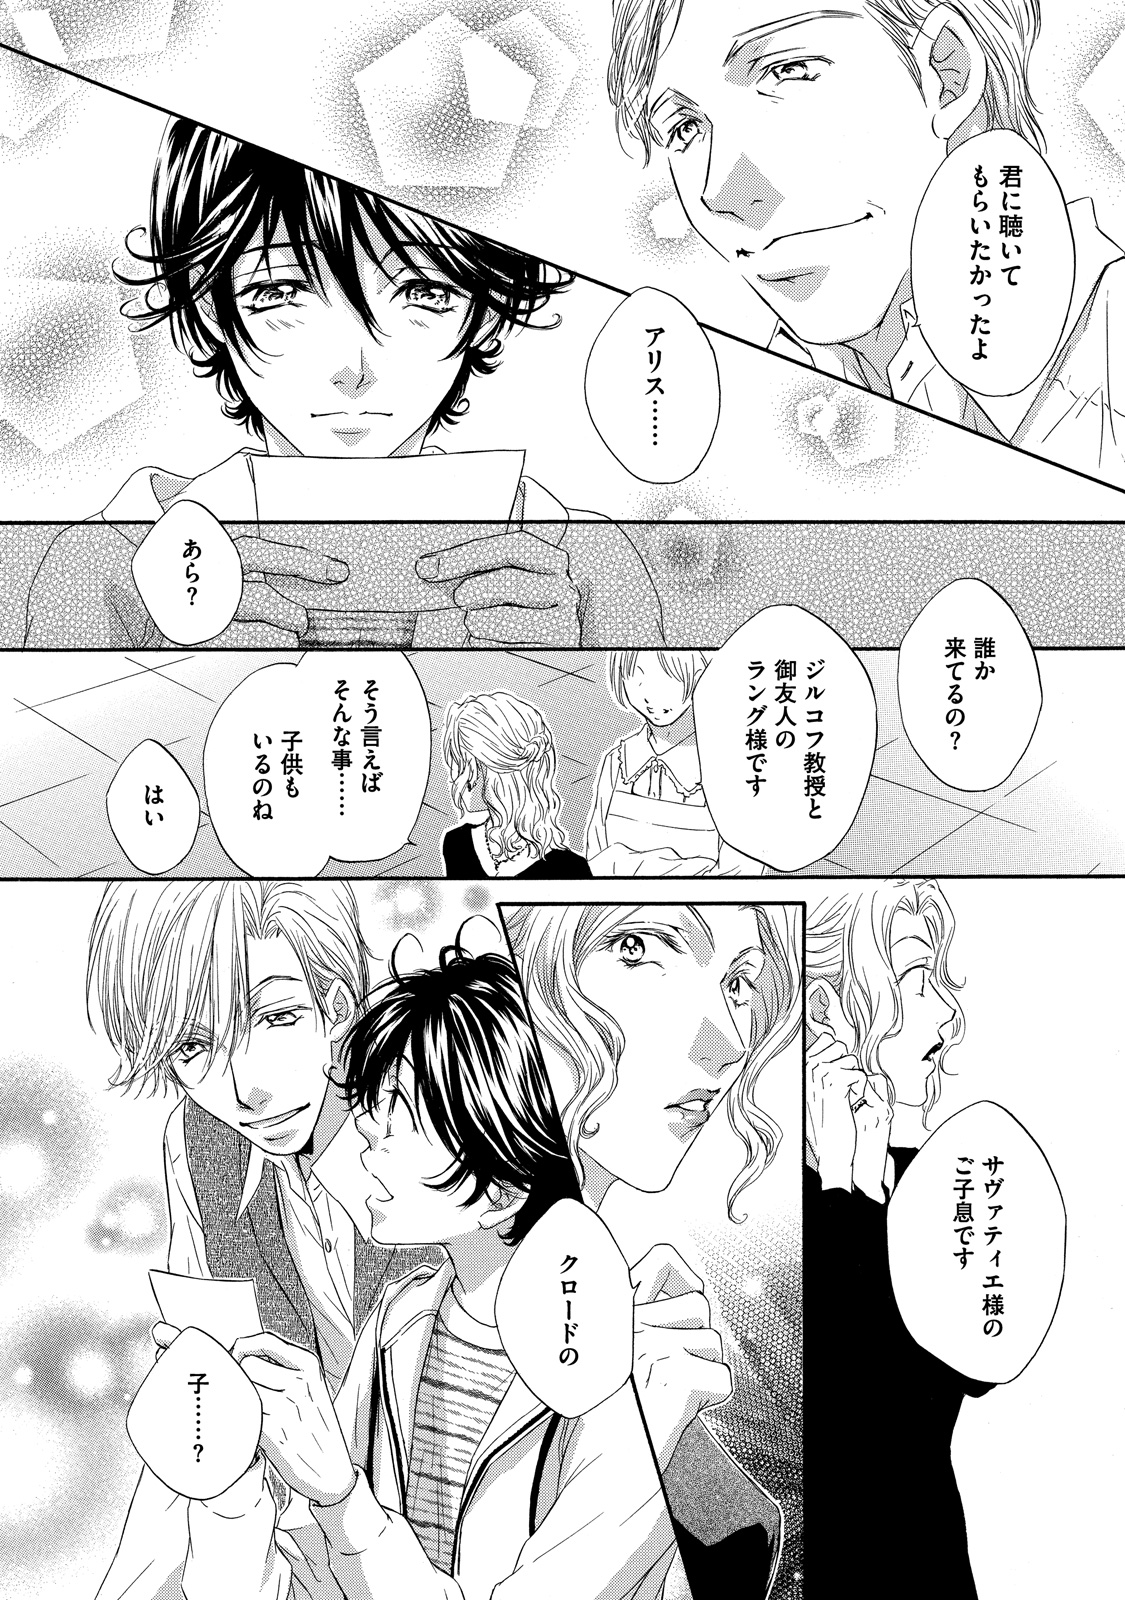 君に聴いて
もらいたかったよ
アリス……
あら？
誰か
来てるの？
ジルコフ教授と
御友人の
ラング様です
そう言えば
そんな事……
子供も
いるのね
はい
サヴァティエ様の
ご子息です
クロードの
子……？